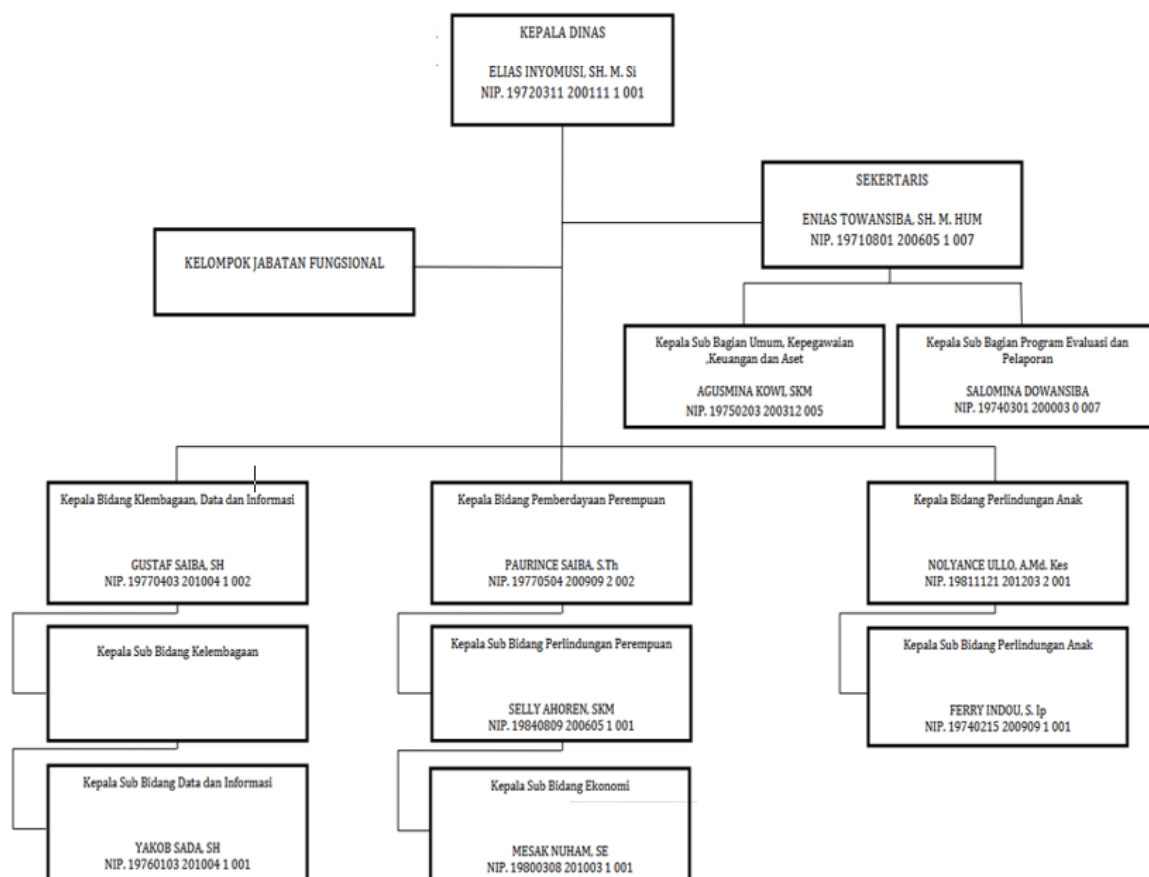 KEPALA DINAS
ELIAS INYOMUSI, SH. M. Si
NIP. 19720311 200111 1 001
SEKERTARIS
ENIAS TOWANSIBA, SH. M. HUM
NIP. 19710801 200605 1 007
KELOMPOK JABATAN FUNGSIONAL
Kepala Sub Bagian Umum, Kepegawaian
,Keuangan dan Aset
AGUSMINA KOWI, SKM
NIP. 19750203 200312 005
Kepala Sub Bagian Program Evaluasi dan
Pelaporan
SALOMINA DOWANSIBA
NIP. 19740301 200003 0 007
Kepala Bidang Klembagaan, Data dan Informasi
GUSTAF SAIBA, SH
NIP. 19770403 201004 1 002
Kepala Bidang Pemberdayaan Perempuan
PAURINCE SAIBA, S.Th
NIP. 19770504 200909 2 002
Kepala Bidang Perlindungan Anak
NOLYANCE ULLO, A.Md. Kes
NIP. 19811121 201203 2 001
Kepala Sub Bidang Kelembagaan
Kepala Sub Bidang Perlindungan Perempuan
SELLY AHOREN, SKM
NIP. 19840809 200605 1 001
Kepala Sub Bidang Perlindungan Anak
FERRY INDOU, S. Ip
NIP. 19740215 200909 1 001
Kepala Sub Bidang Data dan Informasi
YAKOB SADA, SH
NIP. 19760103 201004 1 001
Kepala Sub Bidang Ekonomi
MESAK NUHAM, SE
NIP. 19800308 201003 1 001